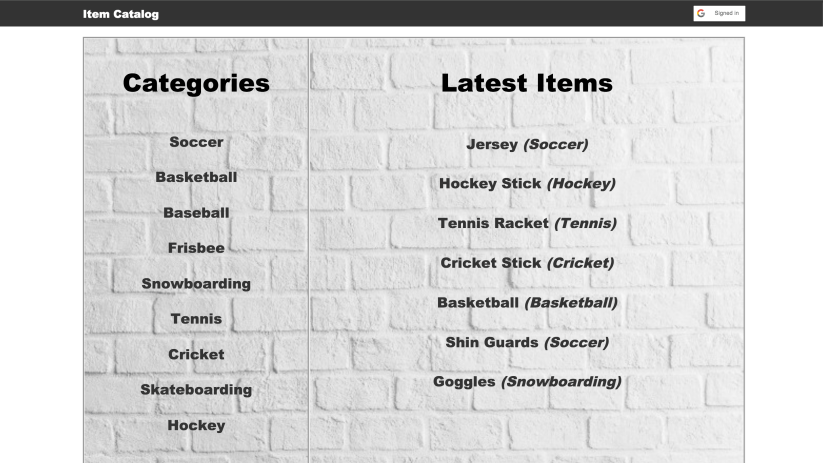 Item Catalog
Signed in
Categories
Soccer
Basketball
Baseball
Frisbee
Snowboarding
Tennis
Cricket
Skateboarding
Hockey
Latest Items
Jersey (Soccer)
Hockey Stick (Hockey)
Tennis Racket (Tennis)
Cricket Stick (Cricket)
Basketball (Basketball)
Shin Guards (Soccer)
Goggles (Snowboarding)